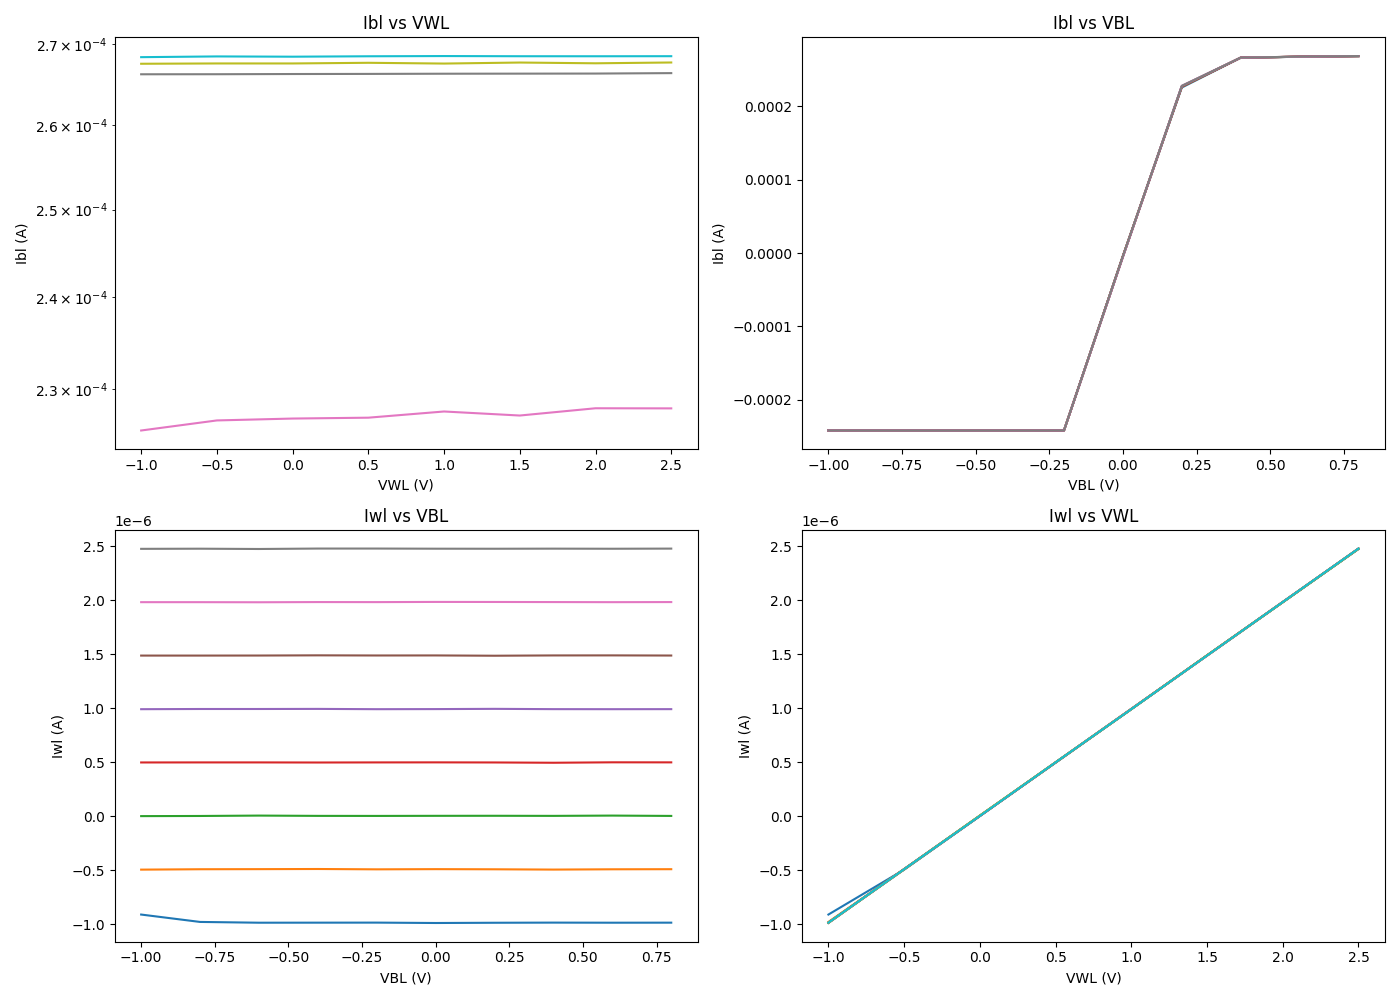 Ibl vs VWL
2.7 × 10⁻⁴
2.6 × 10⁻⁴
2.5 × 10⁻⁴
2.4 × 10⁻⁴
2.3 × 10⁻⁴
Ibl (A)
−1.0 −0.5 0.0 0.5 1.0 1.5 2.0 2.5
VWL (V)
Ibl vs VBL
0.0002
0.0001
0.0000
−0.0001
−0.0002
Ibl (A)
−1.00 −0.75 −0.50 −0.25 0.00 0.25 0.50 0.75
VBL (V)
Iwl vs VBL
1e−6
2.5
2.0
1.5
1.0
0.5
0.0
−0.5
−1.0
Iwl (A)
−1.00 −0.75 −0.50 −0.25 0.00 0.25 0.50 0.75
VBL (V)
Iwl vs VWL
1e−6
2.5
2.0
1.5
1.0
0.5
0.0
−0.5
−1.0
Iwl (A)
−1.0 −0.5 0.0 0.5 1.0 1.5 2.0 2.5
VWL (V)